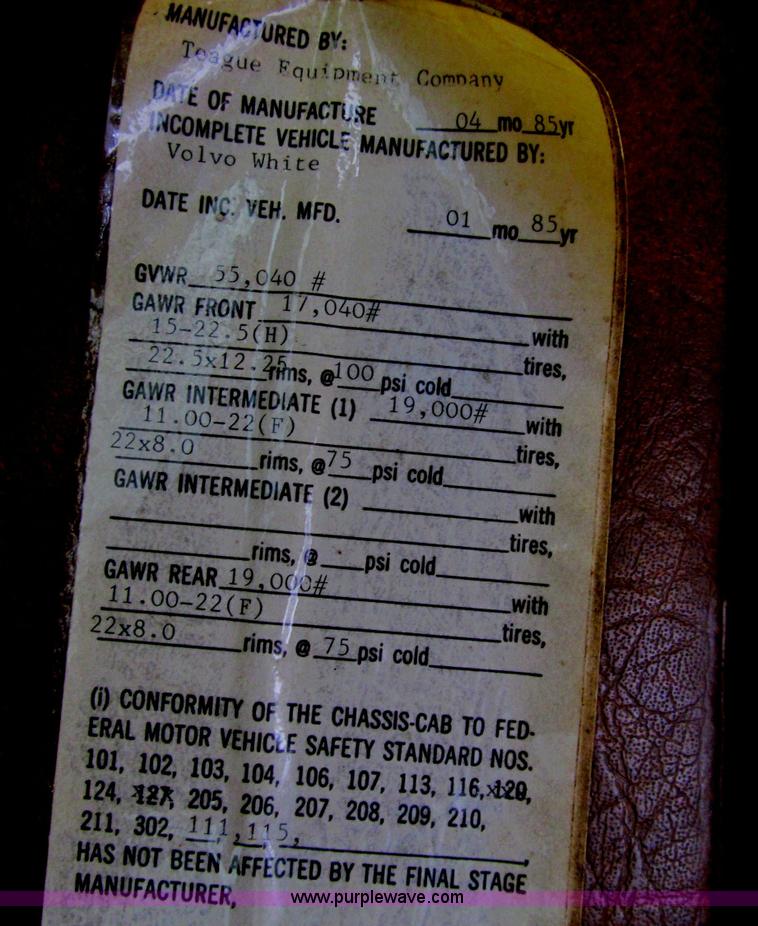 MANUFACTURED BY:
Teague Equipment Company
DATE OF MANUFACTURE 04 mo 85 yr
INCOMPLETE VEHICLE MANUFACTURED BY:
Volvo White
DATE INC. VEH. MFD. 01 mo 85 yr
GVWR 55,040 #
GAWR FRONT 17,040# with
15-22.5(H) tires,
22.5x12.25 rims, @ 100 psi cold
GAWR INTERMEDIATE (1) 19,000# with
11.00-22(F) tires,
22x8.0 rims, @ 75 psi cold
GAWR INTERMEDIATE (2) with
tires,
rims, @ psi cold
GAWR REAR 19,000# with
11.00-22(F) tires,
22x8.0 rims, @ 75 psi cold
(i) CONFORMITY OF THE CHASSIS-CAB TO FED-
ERAL MOTOR VEHICLE SAFETY STANDARD NOS.
101, 102, 103, 104, 106, 107, 113, 116, 120,
124, 127, 205, 206, 207, 208, 209, 210,
211, 302, 111, 115,
HAS NOT BEEN AFFECTED BY THE FINAL STAGE
MANUFACTURER,
www.purplewave.com